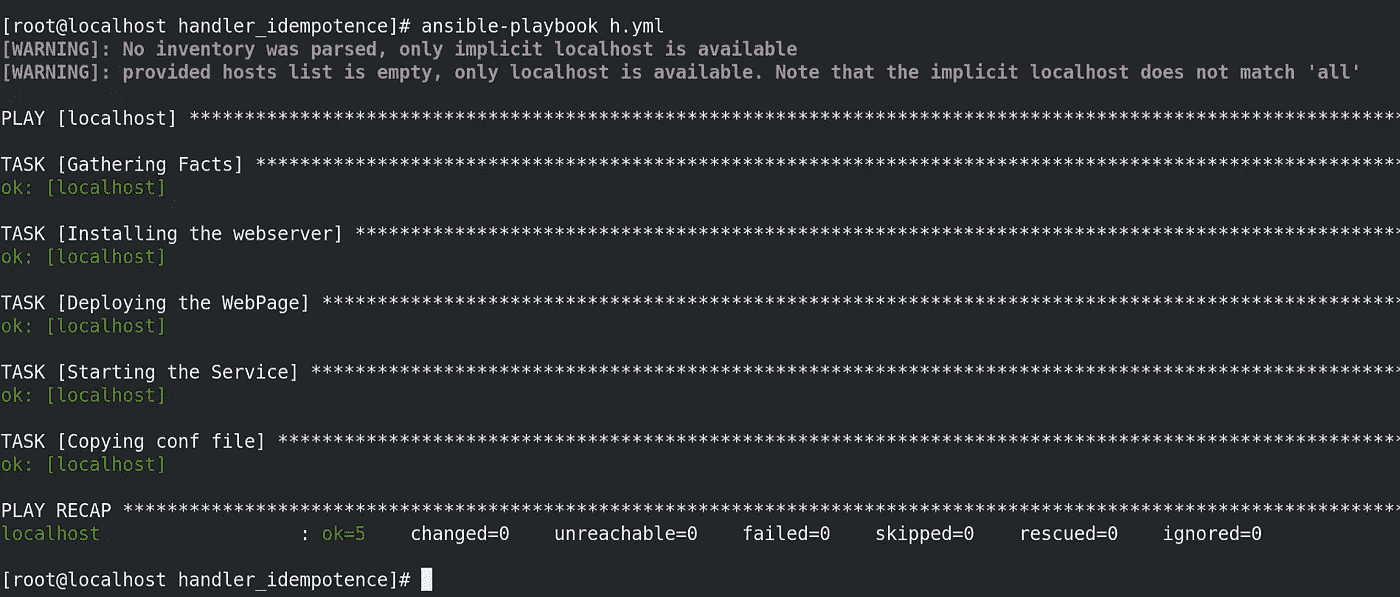 [root@localhost handler_idempotence]# ansible-playbook h.yml
[WARNING]: No inventory was parsed, only implicit localhost is available
[WARNING]: provided hosts list is empty, only localhost is available. Note that the implicit localhost does not match 'all'
PLAY [localhost] **************************************************************************************************************
TASK [Gathering Facts] ********************************************************************************************************
ok: [localhost]
TASK [Installing the webserver] ***********************************************************************************************
ok: [localhost]
TASK [Deploying the WebPage] **************************************************************************************************
ok: [localhost]
TASK [Starting the Service] ***************************************************************************************************
ok: [localhost]
TASK [Copying conf file] ******************************************************************************************************
ok: [localhost]
PLAY RECAP ********************************************************************************************************************
localhost : ok=5 changed=0 unreachable=0 failed=0 skipped=0 rescued=0 ignored=0
[root@localhost handler_idempotence]#